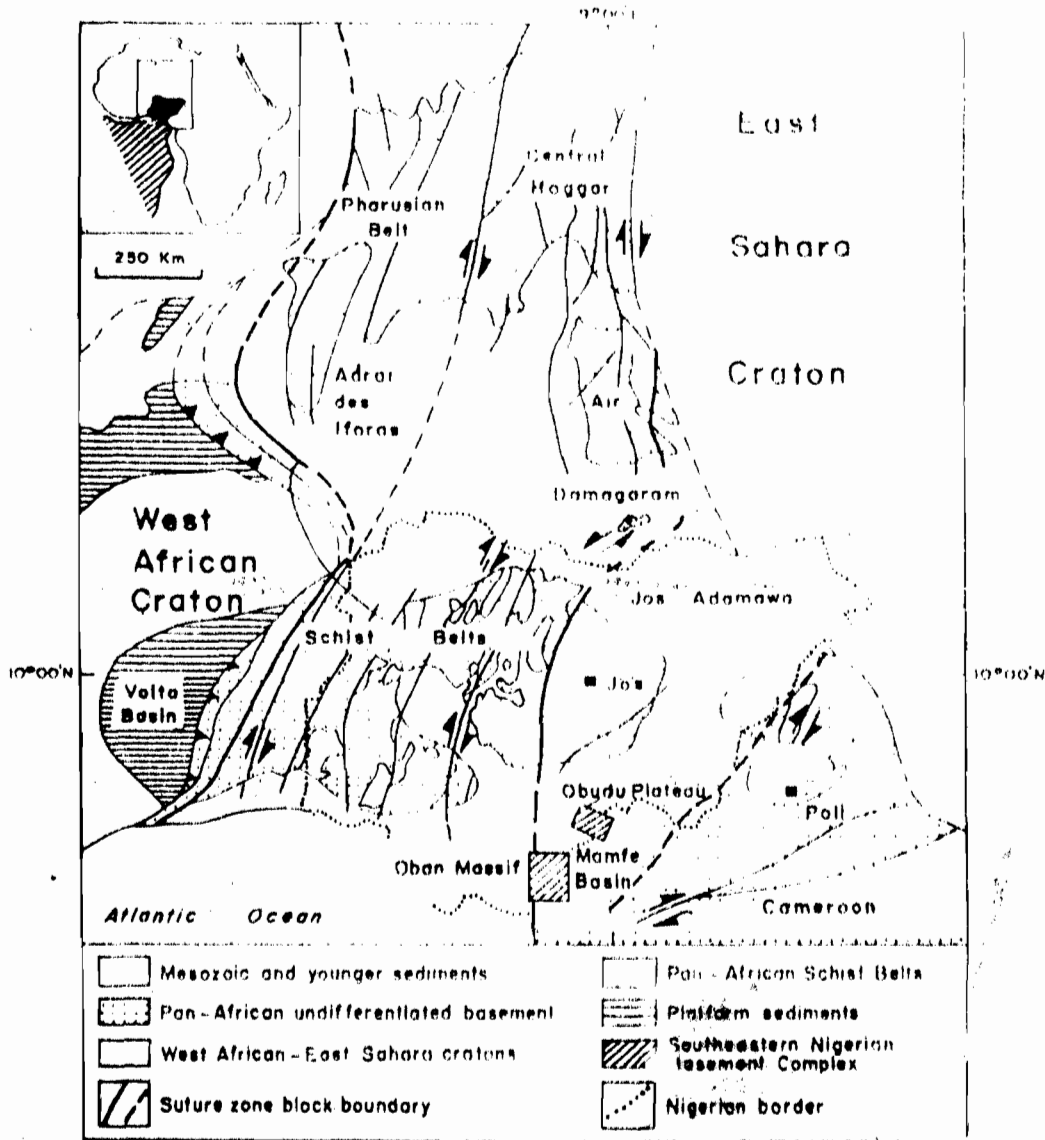 9°00'
East
Central
Hoggar
Pharusian
Belt
Sahara
250 Km
Craton
Adrar
des
Iforas
Air
Damagaram
West
African
Craton
Jos Adamawa
Schist Belts
10°00'N
10°00'N
Jos
Volta
Basin
Obudu Plateau
Poli
Oban Massif
Mamfe
Basin
Cameroon
Atlantic Ocean
Mesozoic and younger sediments
Pan - African Schist Belts
Pan - African undifferentiated basement
Platform sediments
West African - East Sahara cratons
Southeastern Nigerian
basement Complex
Suture zone block boundary
Nigerian border